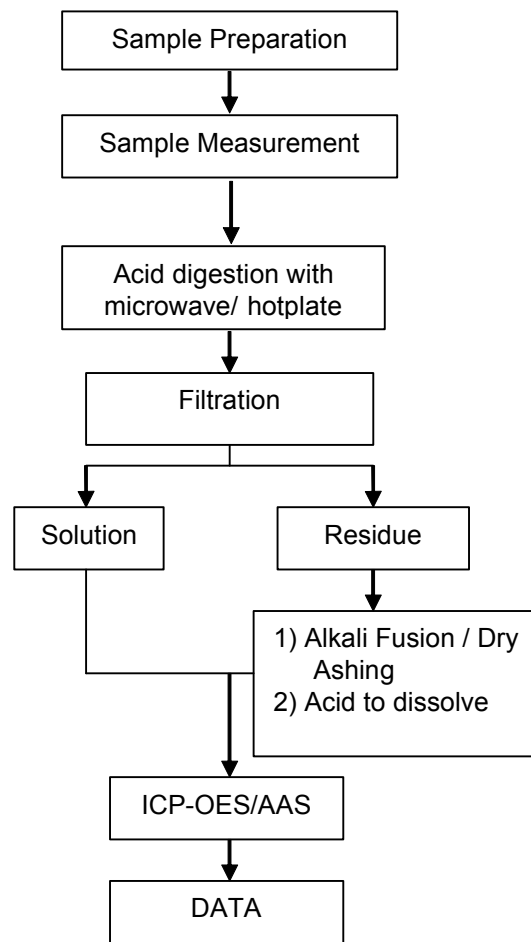 Sample Preparation
Sample Measurement
Acid digestion with
microwave/ hotplate
Filtration
Solution
Residue
1) Alkali Fusion / Dry
Ashing
2) Acid to dissolve
ICP-OES/AAS
DATA